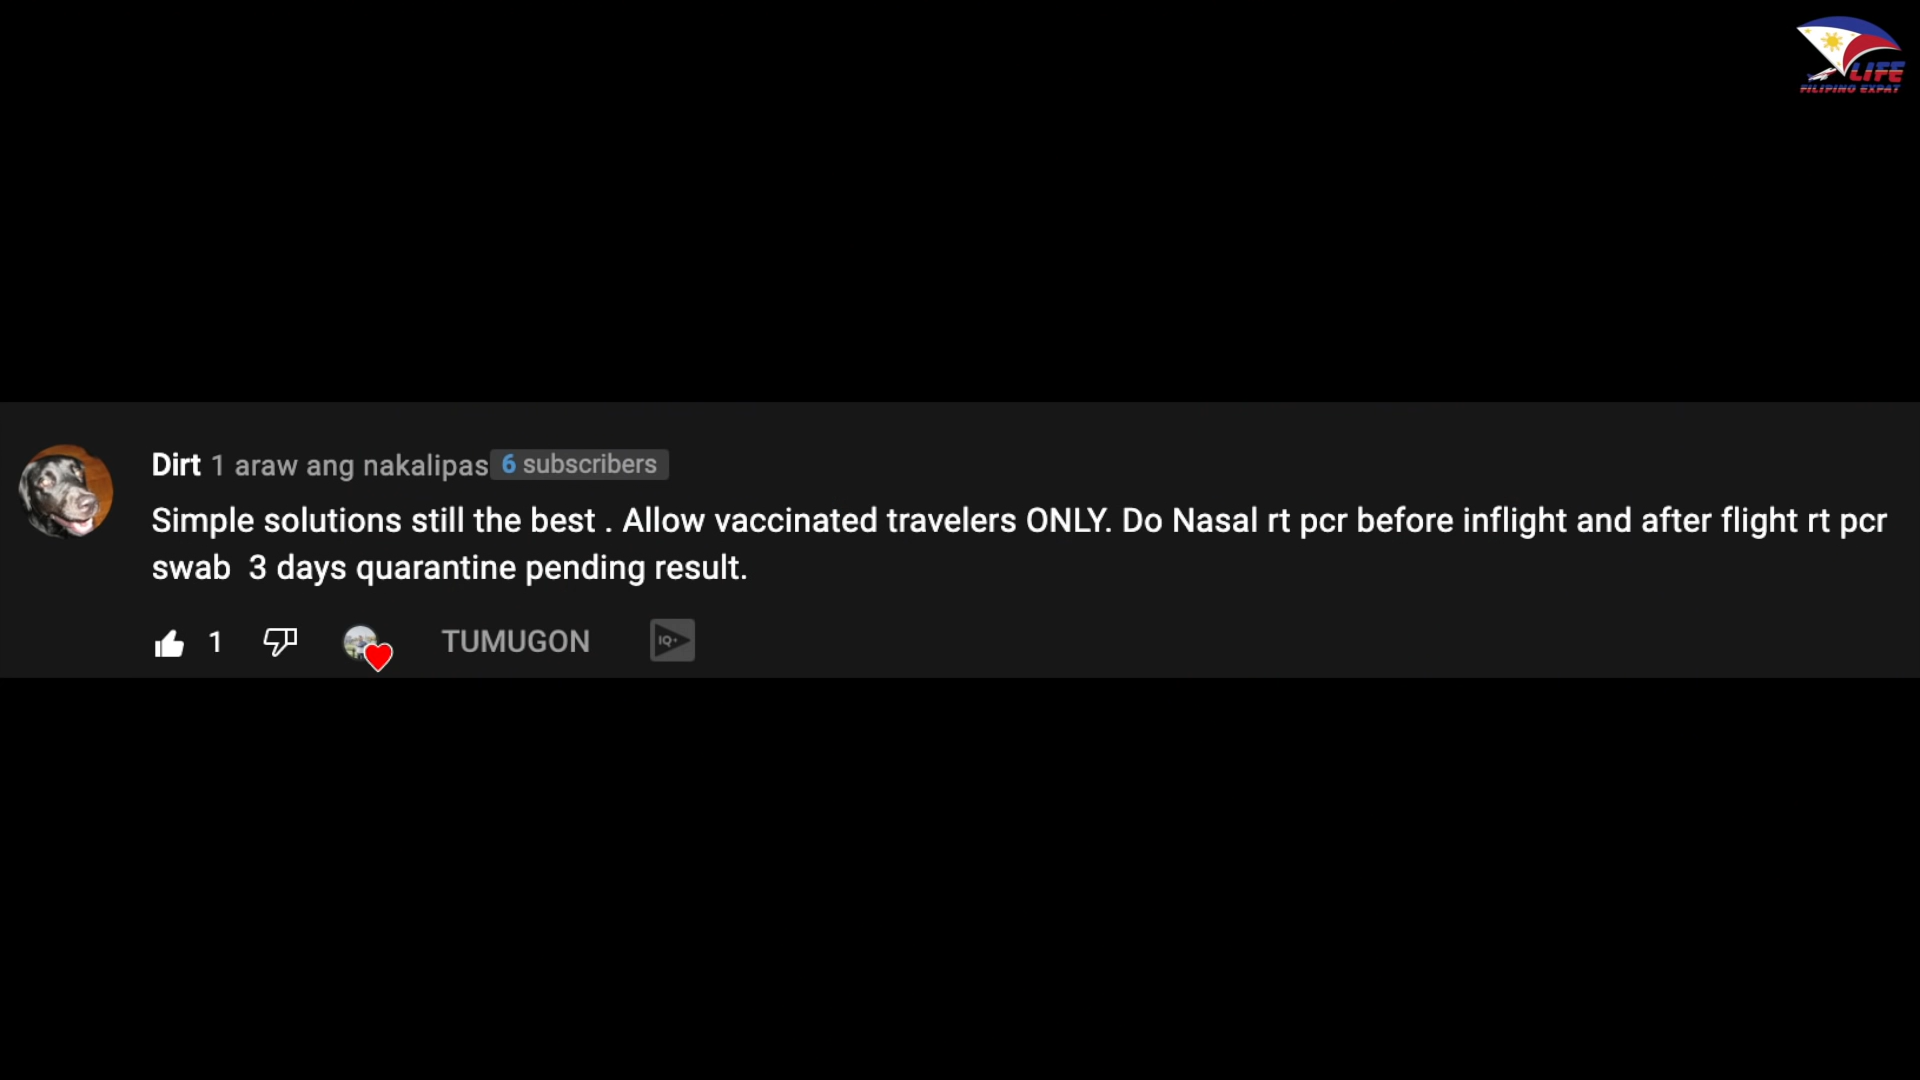 LIFE
FILIPINO EXPAT
Dirt 1 araw ang nakalipas 6 subscribers
Simple solutions still the best . Allow vaccinated travelers ONLY. Do Nasal rt pcr before inflight and after flight rt pcr
swab  3 days quarantine pending result.
1 TUMUGON IQ+